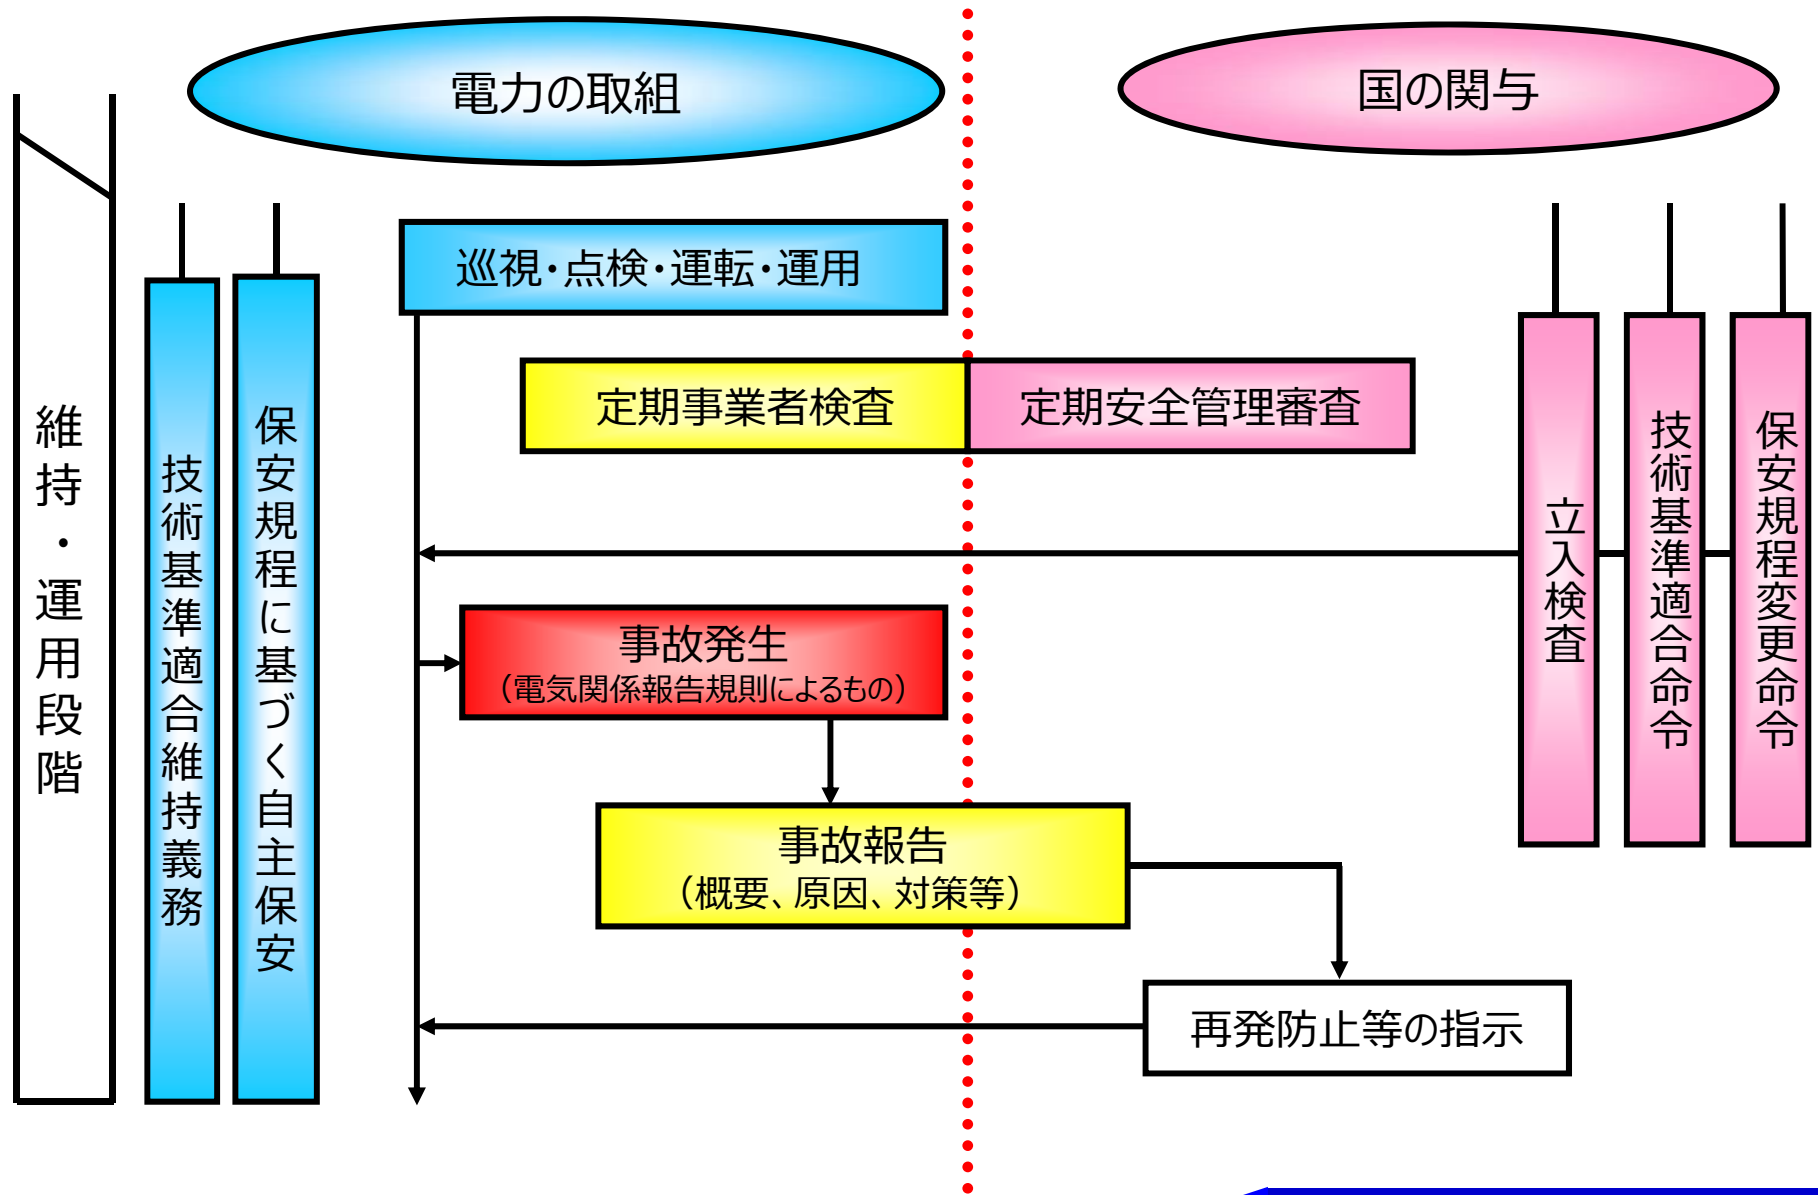 電力の取組
国の関与
維持・運用段階
技術基準適合維持義務
保安規程に基づく自主保安
巡視・点検・運転・運用
定期事業者検査
定期安全管理審査
立入検査
技術基準適合命令
保安規程変更命令
事故発生
（電気関係報告規則によるもの）
事故報告
（概要、原因、対策等）
再発防止等の指示